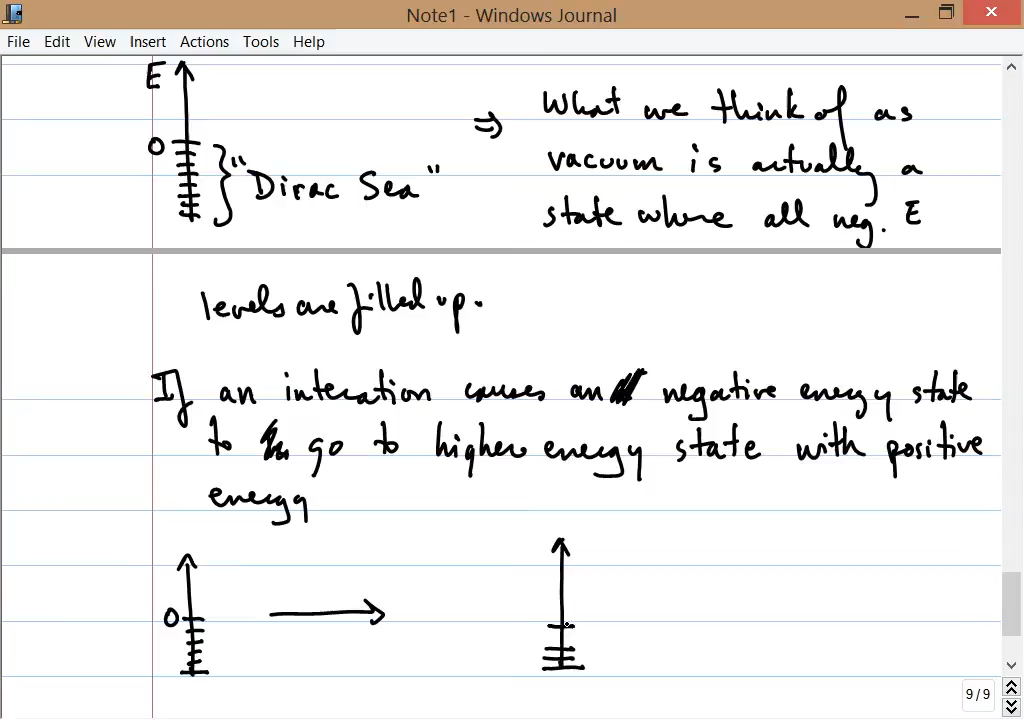 Note1 - Windows Journal
File Edit View Insert Actions Tools Help
E
0
"Dirac Sea"
⇒ What we think of as
vacuum is actually a
state where all neg. E
levels are filled up.
If an interation causes an negative energy state
to go to higher energy state with positive
energy
0
9/9